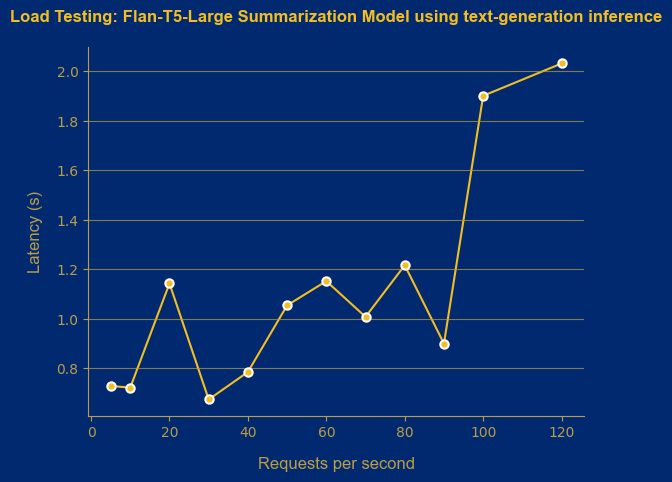 Load Testing: Flan-T5-Large Summarization Model using text-generation inference
2.0
1.8
1.6
1.4
1.2
1.0
0.8
Latency (s)
0 20 40 60 80 100 120
Requests per second